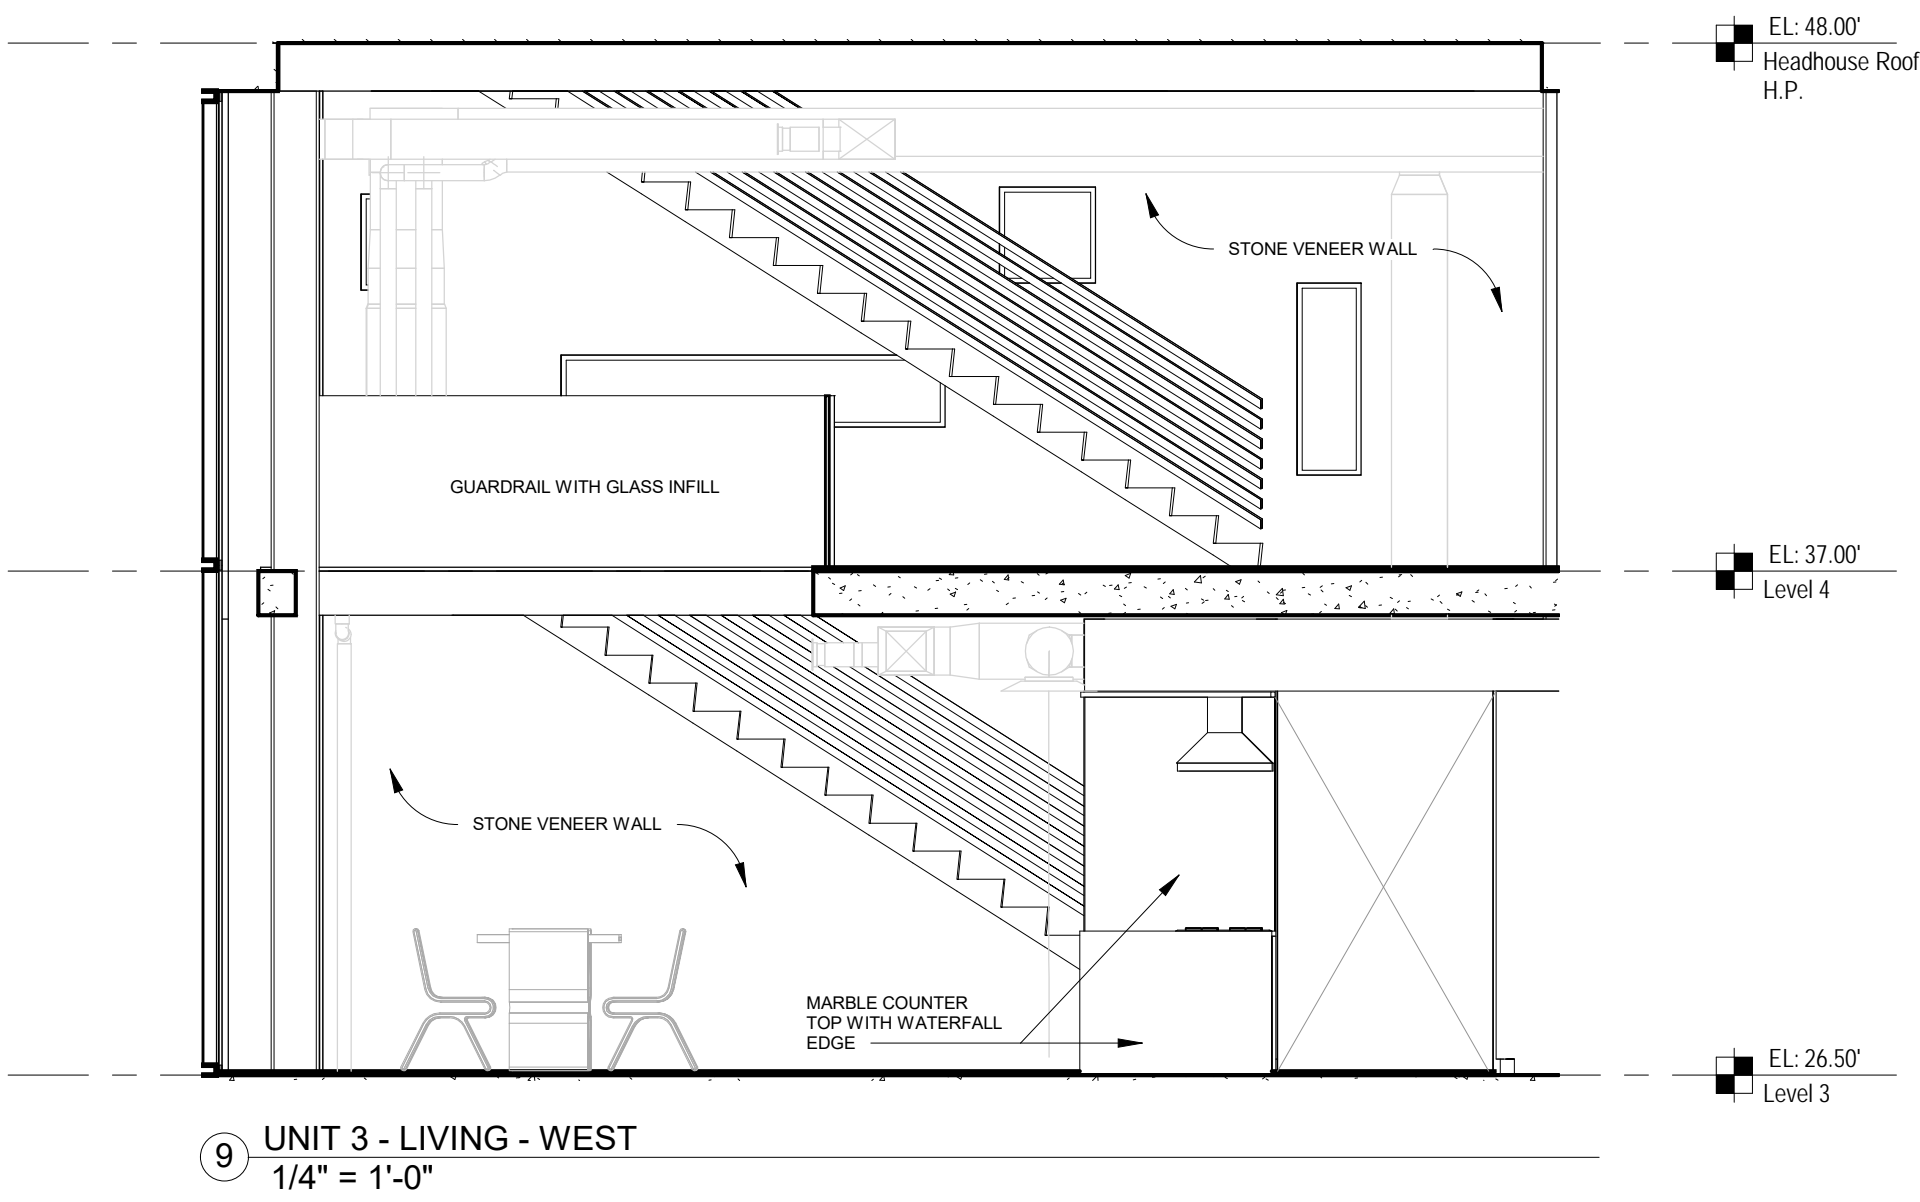 EL: 48.00'
Headhouse Roof
H.P.
STONE VENEER WALL
GUARDRAIL WITH GLASS INFILL
EL: 37.00'
Level 4
STONE VENEER WALL
MARBLE COUNTER
TOP WITH WATERFALL
EDGE
EL: 26.50'
Level 3
9
UNIT 3 - LIVING - WEST
1/4" = 1'-0"